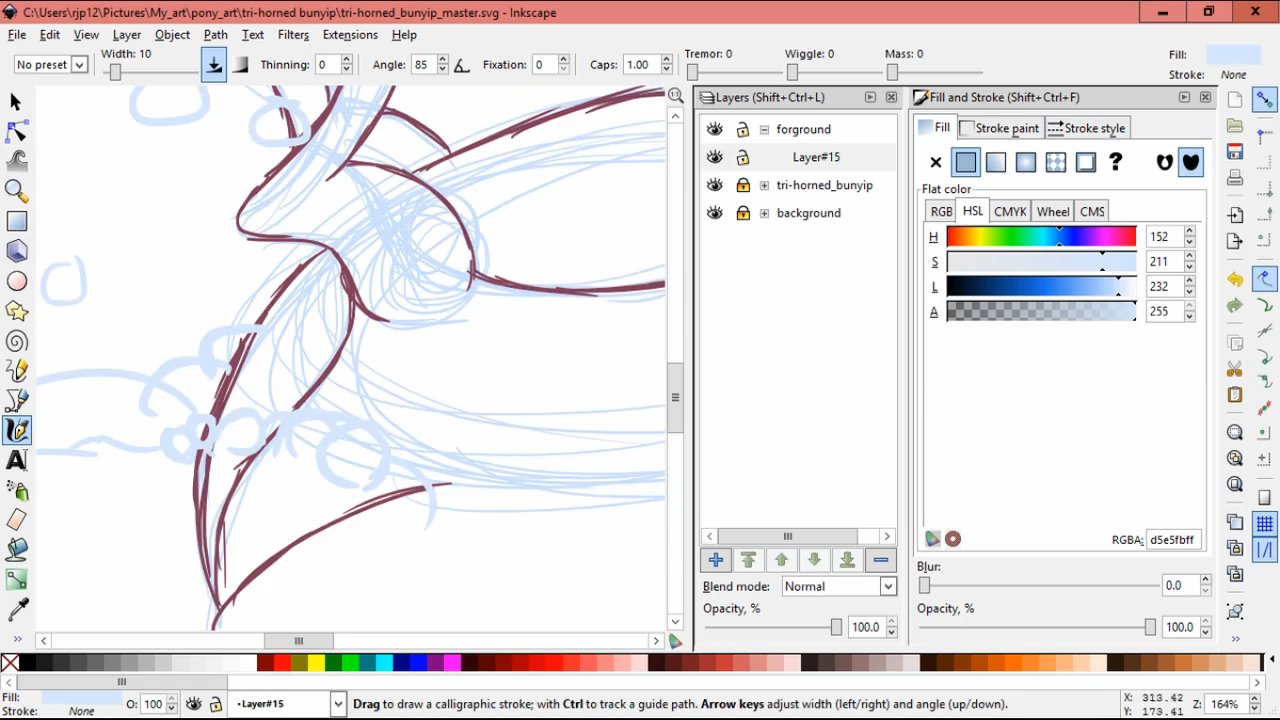 C:\Users\rjp12\Pictures\My_art\pony_art\tri-horned bunyip\tri-horned_bunyip_master.svg - Inkscape
File Edit View Layer Object Path Text Filters Extensions Help
No preset Width: 10 Thinning: 0 Angle: 85 Fixation: 0 Caps: 1.00 Tremor: 0 Wiggle: 0 Mass: 0 Fill:
Stroke: None
Layers (Shift+Ctrl+L) Fill and Stroke (Shift+Ctrl+F)
forground
Layer#15
tri-horned_bunyip
background
Fill Stroke paint Stroke style
?
Flat color
RGB HSL CMYK Wheel CMS
H 152
S 211
L 232
A 255
RGBA: d5e5fbff
Blend mode: Normal
Opacity, %
100.0
Blur:
0.0
Opacity, %
100.0
Fill:
Stroke: None
O: 100
•Layer#15
Drag to draw a calligraphic stroke; with Ctrl to track a guide path. Arrow keys adjust width (left/right) and angle (up/down).
X: 313.42
Y: 173.41
Z: 164%